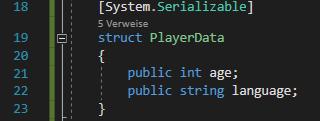 18 [System.Serializable]
5 Verweise
19 struct PlayerData
20 {
21 public int age;
22 public string language;
23 }